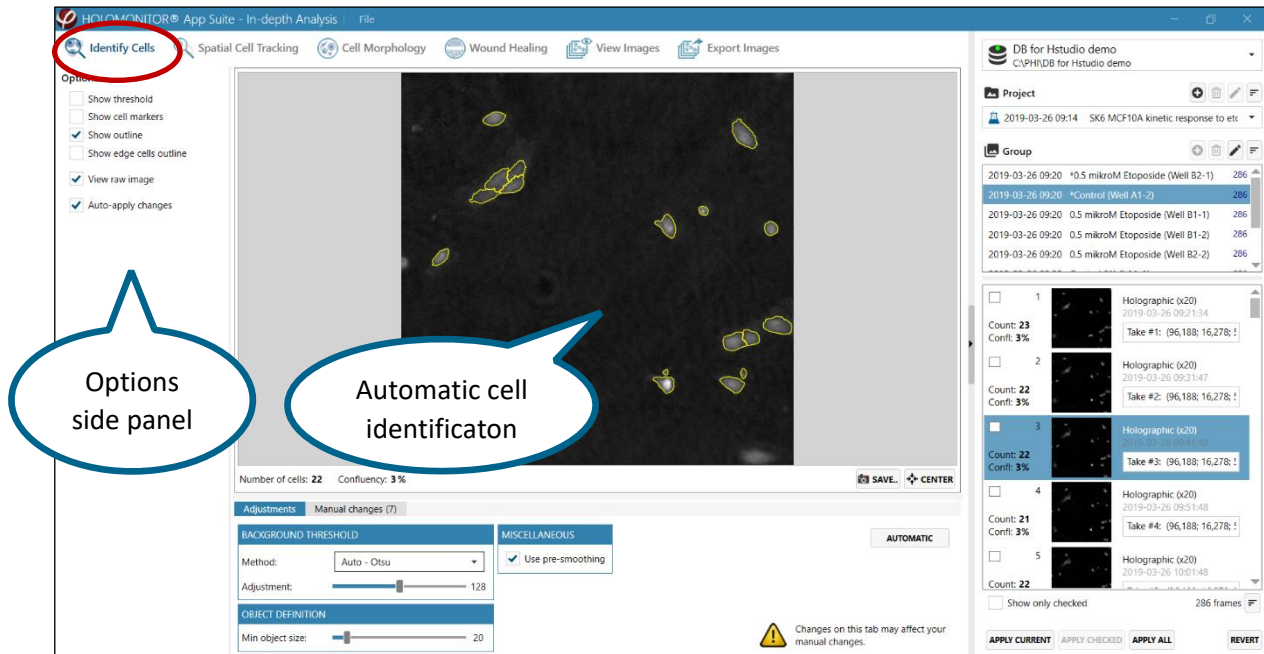 HOLOMONITOR® App Suite - In-depth Analysis File
Identify Cells Spatial Cell Tracking Cell Morphology Wound Healing View Images Export Images
Options
Show threshold
Show cell markers
Show outline
Show edge cells outline
View raw image
Auto-apply changes
Options
side panel
Automatic cell
identificaton
Number of cells: 22 Confluency: 3 %
SAVE.. CENTER
Adjustments Manual changes (7)
BACKGROUND THRESHOLD
Method: Auto - Otsu
Adjustment: 128
OBJECT DEFINITION
Min object size: 20
MISCELLANEOUS
Use pre-smoothing
AUTOMATIC
Changes on this tab may affect your
manual changes.
DB for Hstudio demo
C:\PHI\DB for Hstudio demo
Project
2019-03-26 09:14 SK6 MCF10A kinetic response to etc
Group
2019-03-26 09:20 *0.5 mikroM Etoposide (Well B2-1) 286
2019-03-26 09:20 *Control (Well A1-2) 286
2019-03-26 09:20 0.5 mikroM Etoposide (Well B1-1) 286
2019-03-26 09:20 0.5 mikroM Etoposide (Well B1-2) 286
2019-03-26 09:20 0.5 mikroM Etoposide (Well B2-2) 286
1
Holographic (x20)
2019-03-26 09:21:34
Count: 23
Confl: 3%
Take #1: (96,188; 16,278;
2
Holographic (x20)
2019-03-26 09:31:47
Count: 22
Confl: 3%
Take #2: (96,188; 16,278;
3
Holographic (x20)
2019-03-26 09:41:48
Count: 22
Confl: 3%
Take #3: (96,188; 16,278;
4
Holographic (x20)
2019-03-26 09:51:48
Count: 21
Confl: 3%
Take #4: (96,188; 16,278;
5
Holographic (x20)
2019-03-26 10:01:48
Count: 22
Show only checked 286 frames
APPLY CURRENT APPLY CHECKED APPLY ALL REVERT